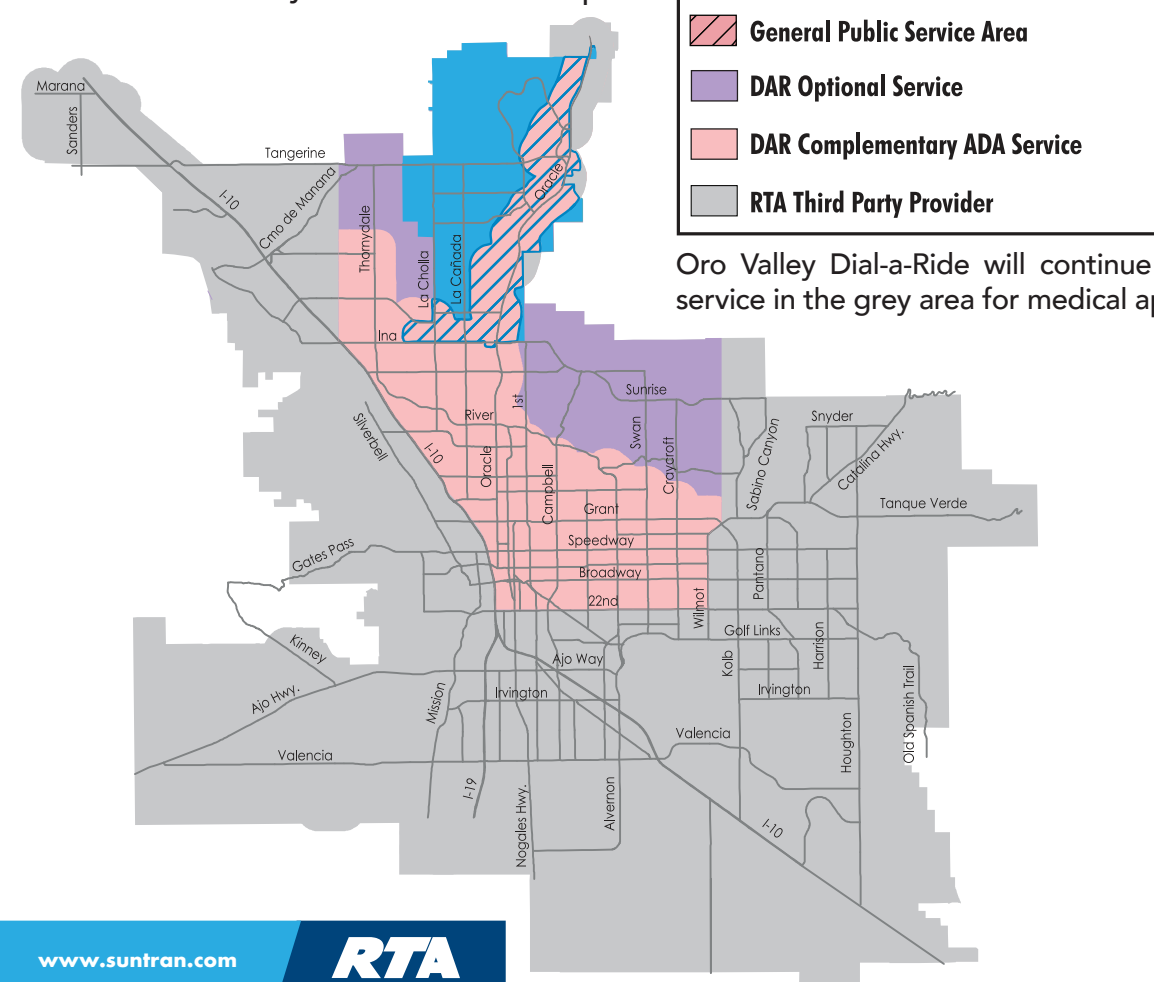 General Public Service Area
DAR Optional Service
DAR Complementary ADA Service
RTA Third Party Provider
Oro Valley Dial-a-Ride will continue
service in the grey area for medical
Marana
Sanders
Tangerine
I-10
Cmo de Manana
Thornydale
La Cholla
La Cañada
Oracle
Ina
Sunrise
1st
River
Swan
Craycroft
Snyder
Silverbell
I-10
Oracle
Campbell
Sabino Canyon
Catalina Hwy.
Tanque Verde
Grant
Speedway
Gates Pass
Broadway
Pantano
22nd
Wilmot
Golf Links
Harrison
Kinney
Ajo Way
Kolb
Ajo Hwy.
Mission
Irvington
Irvington
Old Spanish Trail
Valencia
Valencia
Houghton
I-19
Nogales Hwy.
Alvernon
I-10
www.suntran.com
RTA